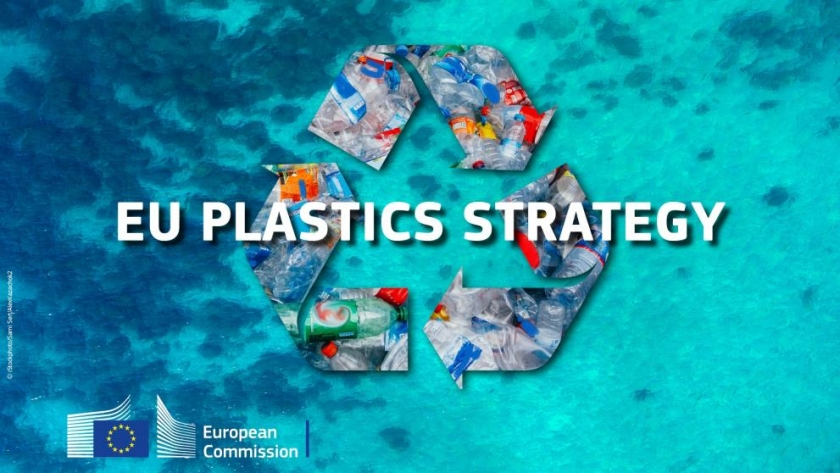 EU PLASTICS STRATEGY
European
Commission